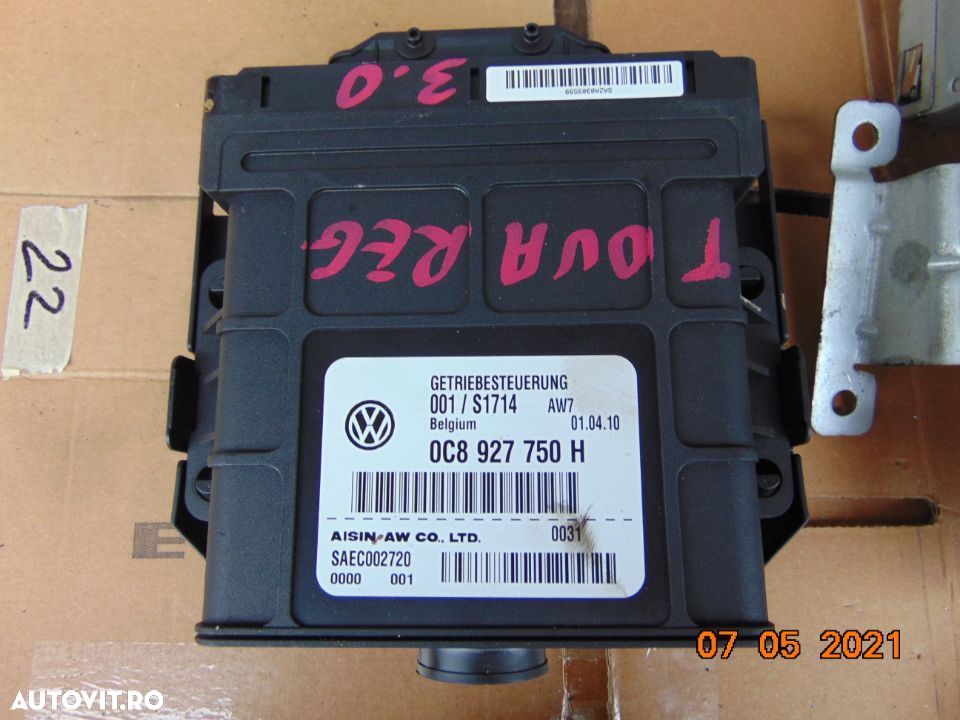 3.0
SAZA303S99
TOUAREG
22
GETRIEBESTEUERUNG
001 / S1714 AW7
Belgium 01.04.10
0C8 927 750 H
AISIN AW CO., LTD. 0031
SAEC002720
0000 001
E
07 05 2021
AUTOVIT.RO